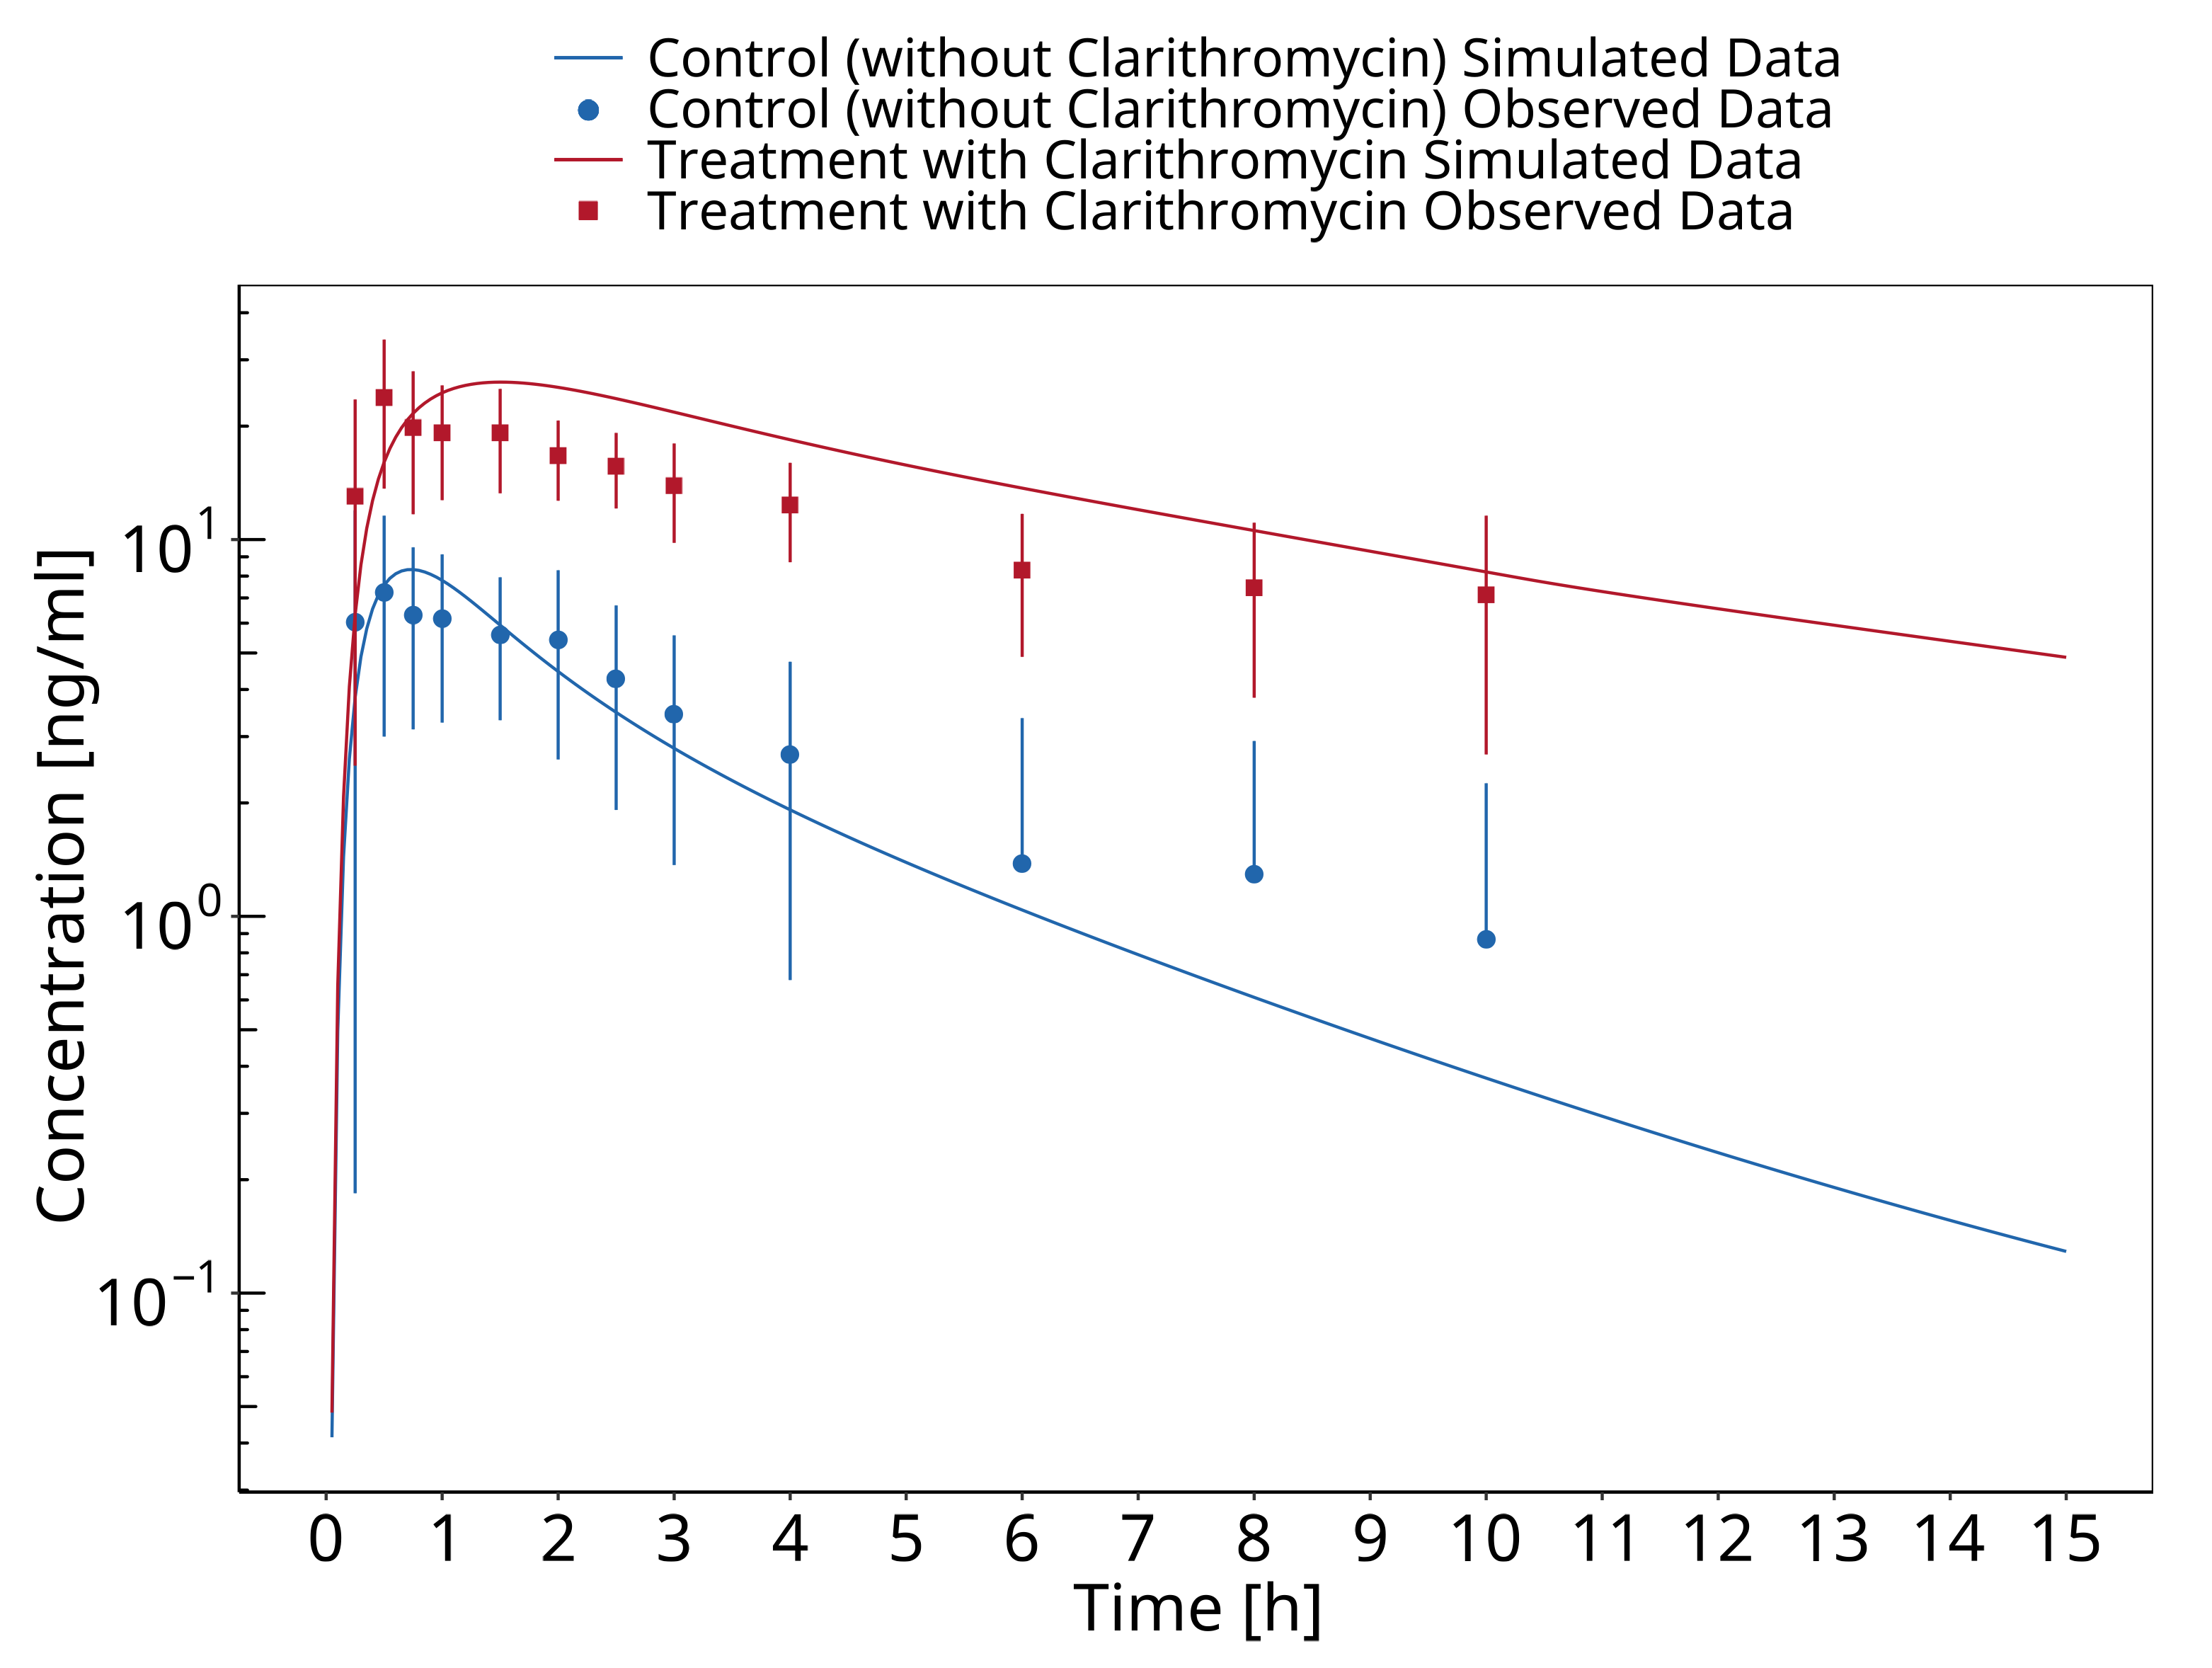 Control (without Clarithromycin) Simulated Data
Control (without Clarithromycin) Observed Data
Treatment with Clarithromycin Simulated Data
Treatment with Clarithromycin Observed Data
Concentration [ng/ml]
10¹
10⁰
10⁻¹
0 1 2 3 4 5 6 7 8 9 10 11 12 13 14 15
Time [h]